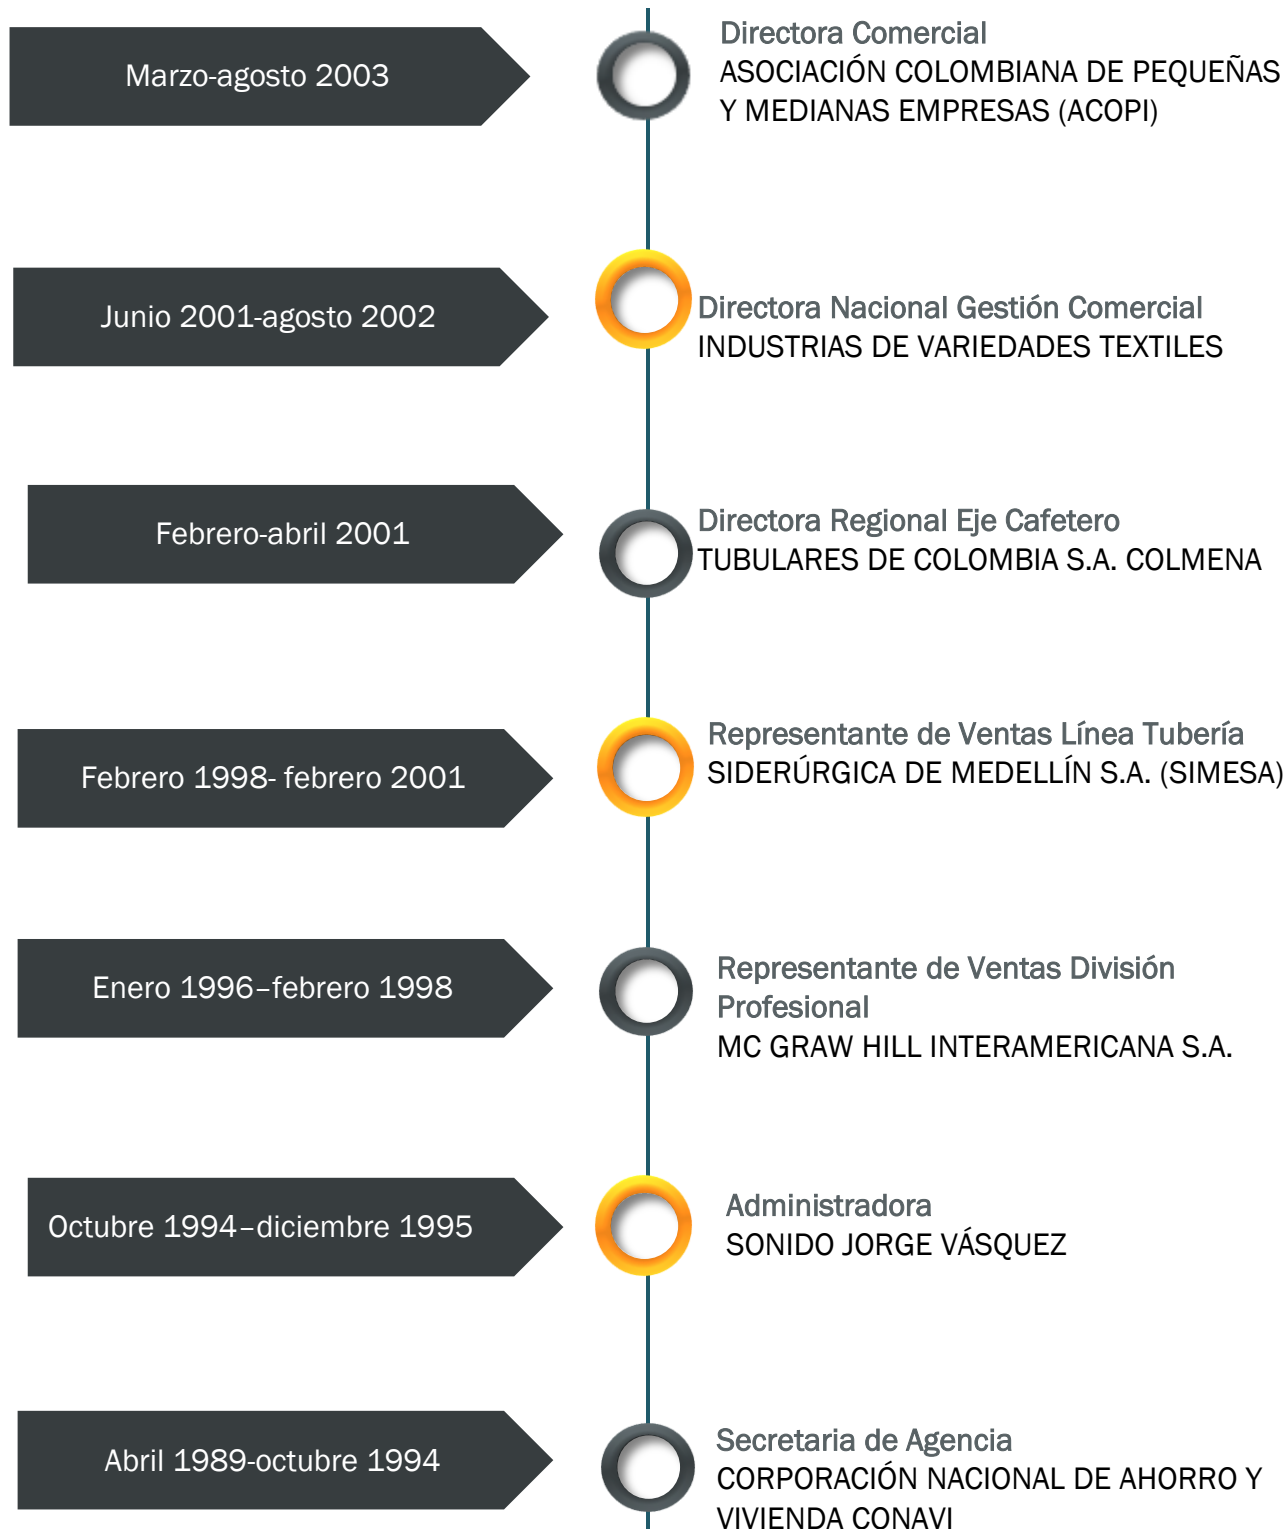 Marzo-agosto 2003
Directora Comercial
ASOCIACIÓN COLOMBIANA DE PEQUEÑAS
Y MEDIANAS EMPRESAS (ACOPI)
Junio 2001-agosto 2002
Directora Nacional Gestión Comercial
INDUSTRIAS DE VARIEDADES TEXTILES
Febrero-abril 2001
Directora Regional Eje Cafetero
TUBULARES DE COLOMBIA S.A. COLMENA
Febrero 1998- febrero 2001
Representante de Ventas Línea Tubería
SIDERÚRGICA DE MEDELLÍN S.A. (SIMESA)
Enero 1996–febrero 1998
Representante de Ventas División
Profesional
MC GRAW HILL INTERAMERICANA S.A.
Octubre 1994–diciembre 1995
Administradora
SONIDO JORGE VÁSQUEZ
Abril 1989-octubre 1994
Secretaria de Agencia
CORPORACIÓN NACIONAL DE AHORRO Y
VIVIENDA CONAVI